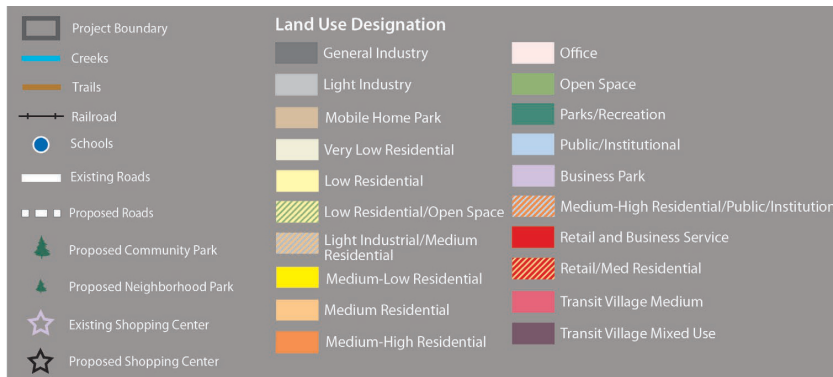 Project Boundary
Creeks
Trails
Railroad
Schools
Existing Roads
Proposed Roads
Proposed Community Park
Proposed Neighborhood Park
Existing Shopping Center
Proposed Shopping Center
Land Use Designation
General Industry
Light Industry
Mobile Home Park
Very Low Residential
Low Residential
Low Residential/Open Space
Light Industrial/Medium
Residential
Medium-Low Residential
Medium Residential
Medium-High Residential
Office
Open Space
Parks/Recreation
Public/Institutional
Business Park
Medium-High Residential/Public/Institution
Retail and Business Service
Retail/Med Residential
Transit Village Medium
Transit Village Mixed Use